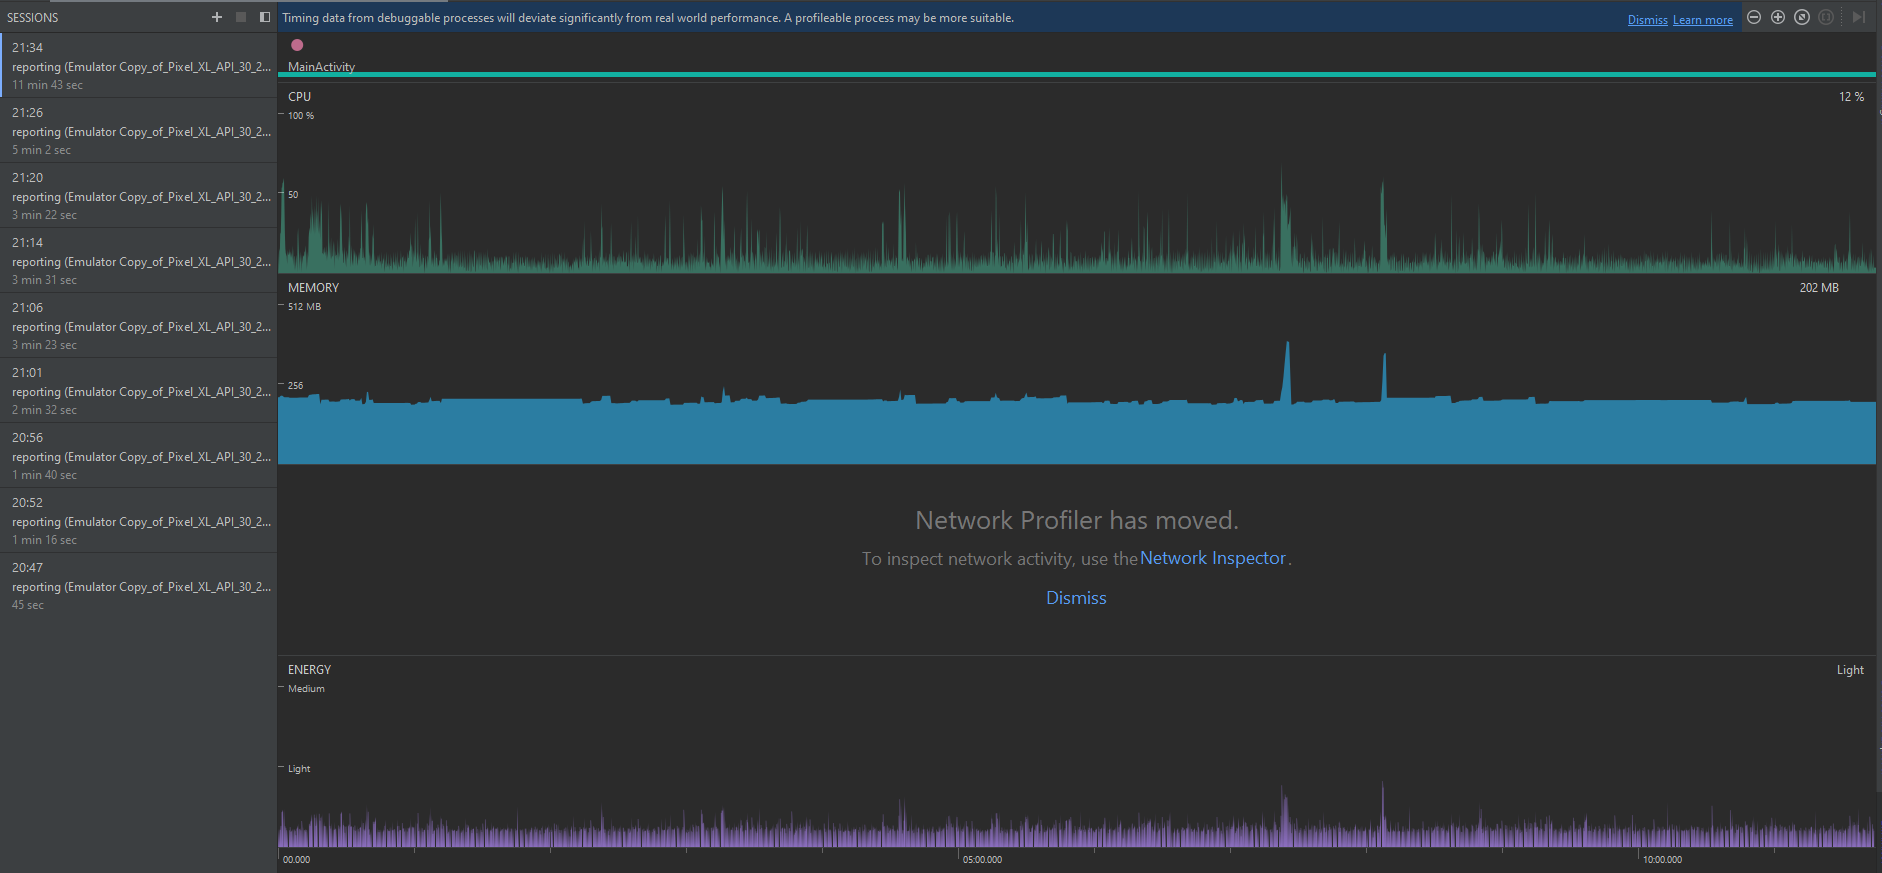 SESSIONS
Timing data from debuggable processes will deviate significantly from real world performance. A profileable process may be more suitable.
Dismiss Learn more
21:34
reporting (Emulator Copy_of_Pixel_XL_API_30_2...
11 min 43 sec
21:26
reporting (Emulator Copy_of_Pixel_XL_API_30_2...
5 min 2 sec
21:20
reporting (Emulator Copy_of_Pixel_XL_API_30_2...
3 min 22 sec
21:14
reporting (Emulator Copy_of_Pixel_XL_API_30_2...
3 min 31 sec
21:06
reporting (Emulator Copy_of_Pixel_XL_API_30_2...
3 min 23 sec
21:01
reporting (Emulator Copy_of_Pixel_XL_API_30_2...
2 min 32 sec
20:56
reporting (Emulator Copy_of_Pixel_XL_API_30_2...
1 min 40 sec
20:52
reporting (Emulator Copy_of_Pixel_XL_API_30_2...
1 min 16 sec
20:47
reporting (Emulator Copy_of_Pixel_XL_API_30_2...
45 sec
MainActivity
CPU
12 %
100 %
50
MEMORY
202 MB
512 MB
256
Network Profiler has moved.
To inspect network activity, use the Network Inspector.
Dismiss
ENERGY
Light
Medium
Light
00.000
05:00.000
10:00.000